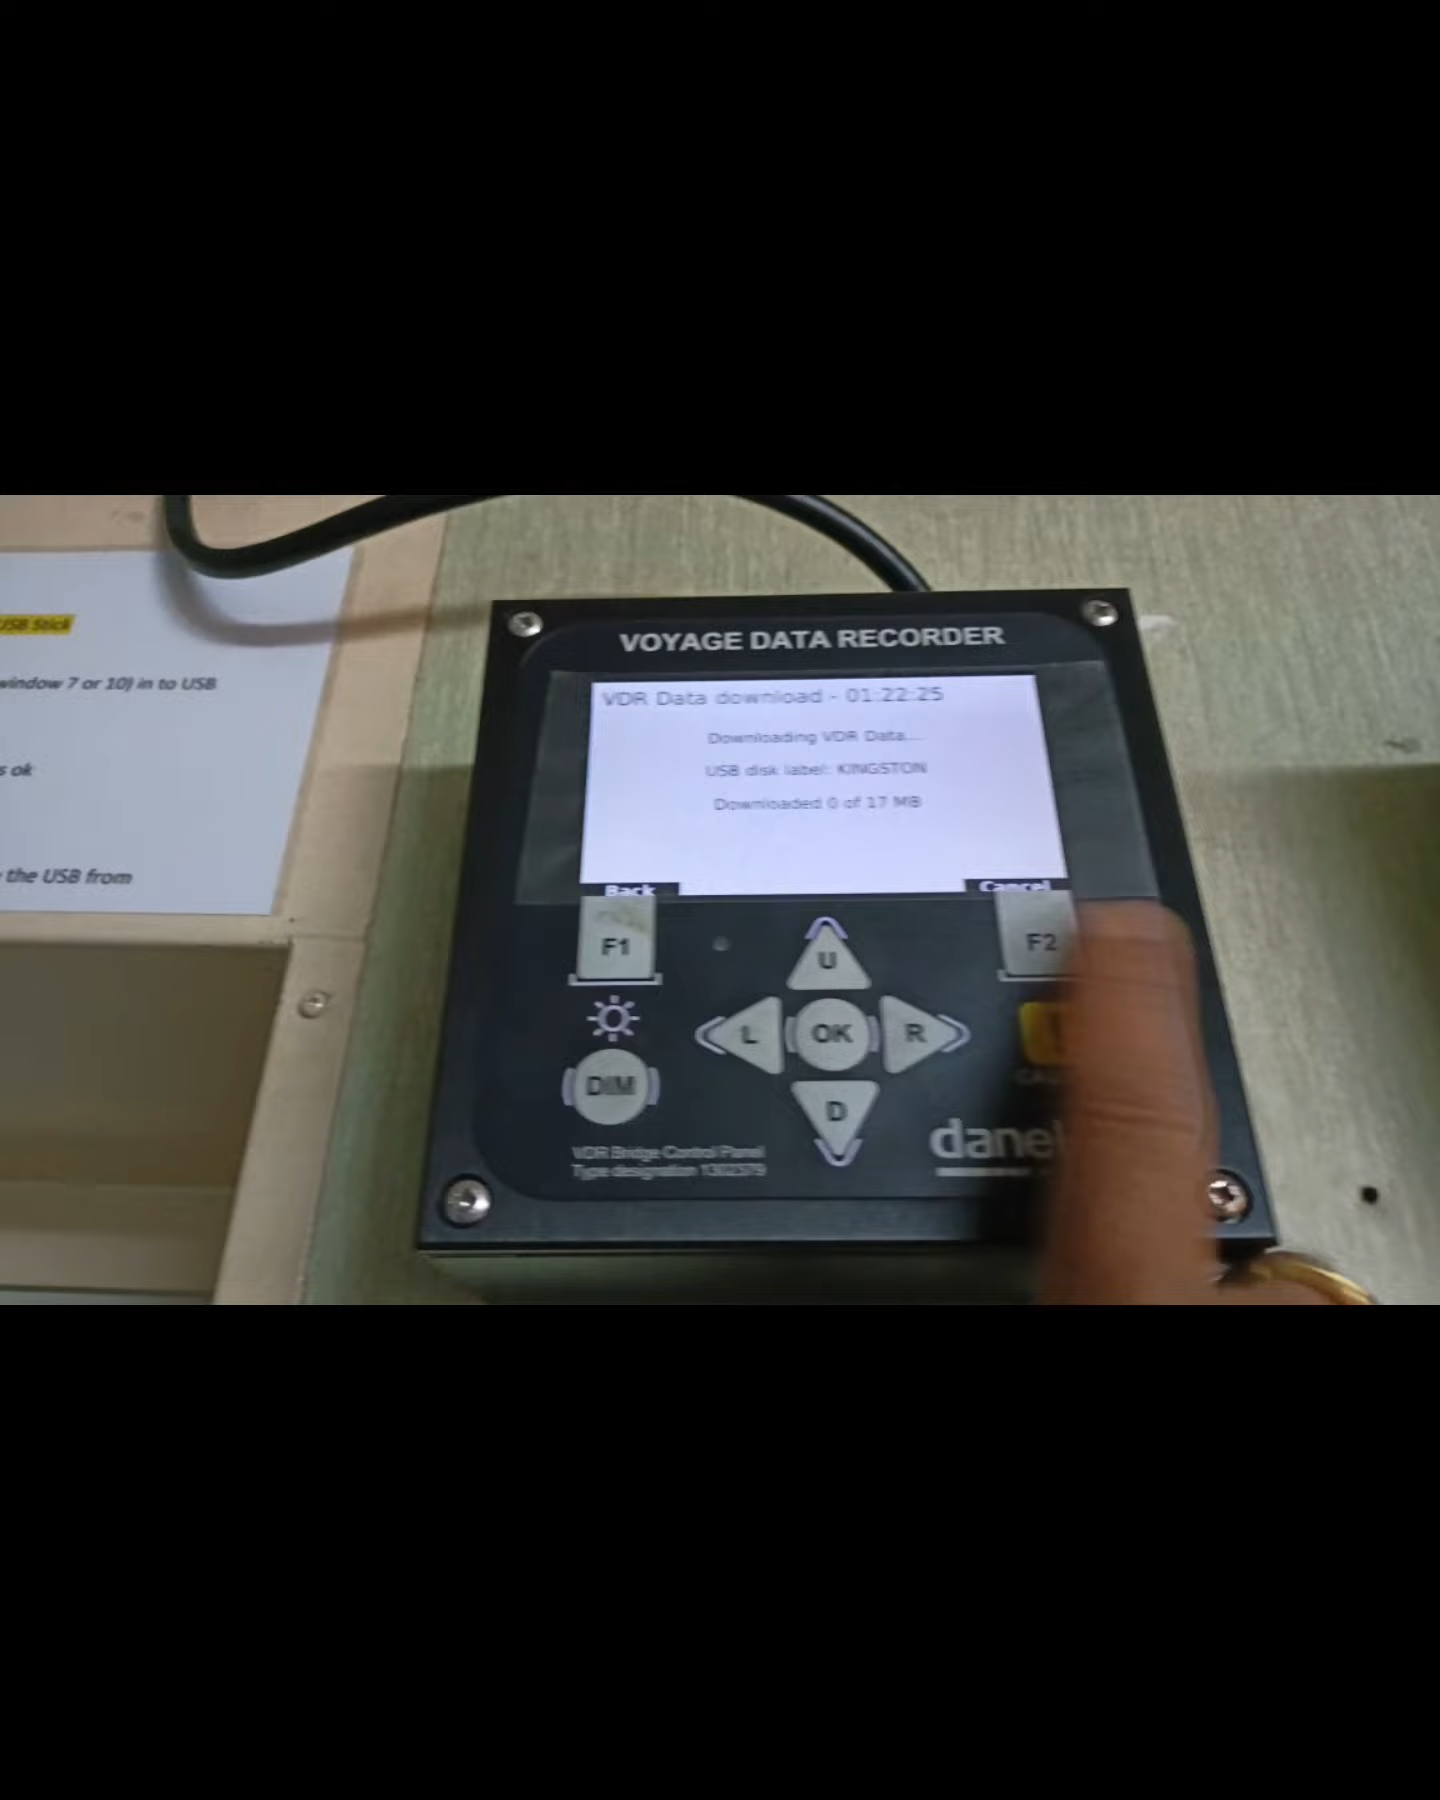 USB Stick
window 7 or 10) in to USB
s ok
the USB from
VOYAGE DATA RECORDER
VDR Data download - 01:22:25
Downloading VDR Data...
USB disk label: KINGSTON
Downloaded 0 of 17 MB
Back
Cancel
F1
U
F2
L
OK
R
DIM
D
VDR Bridge Control Panel
Type designation 1302379
danel